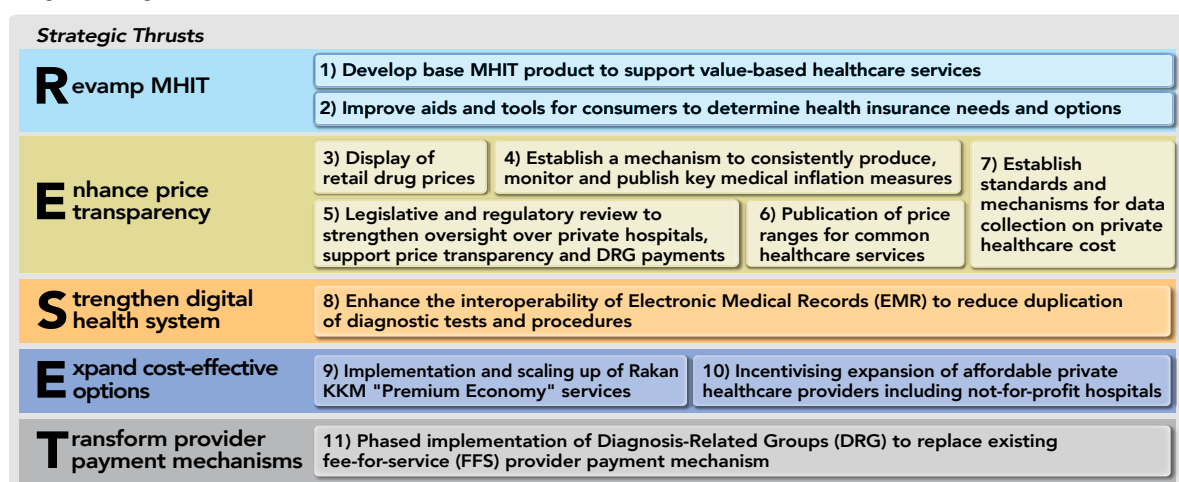 Strategic Thrusts
Revamp MHIT
1) Develop base MHIT product to support value-based healthcare services
2) Improve aids and tools for consumers to determine health insurance needs and options
Enhance price
transparency
3) Display of
retail drug prices
4) Establish a mechanism to consistently produce,
monitor and publish key medical inflation measures
5) Legislative and regulatory review to
strengthen oversight over private hospitals,
support price transparency and DRG payments
6) Publication of price
ranges for common
healthcare services
7) Establish
standards and
mechanisms for data
collection on private
healthcare cost
Strengthen digital
health system
8) Enhance the interoperability of Electronic Medical Records (EMR) to reduce duplication
of diagnostic tests and procedures
Expand cost-effective
options
9) Implementation and scaling up of Rakan
KKM "Premium Economy" services
10) Incentivising expansion of affordable private
healthcare providers including not-for-profit hospitals
Transform provider
payment mechanisms
11) Phased implementation of Diagnosis-Related Groups (DRG) to replace existing
fee-for-service (FFS) provider payment mechanism